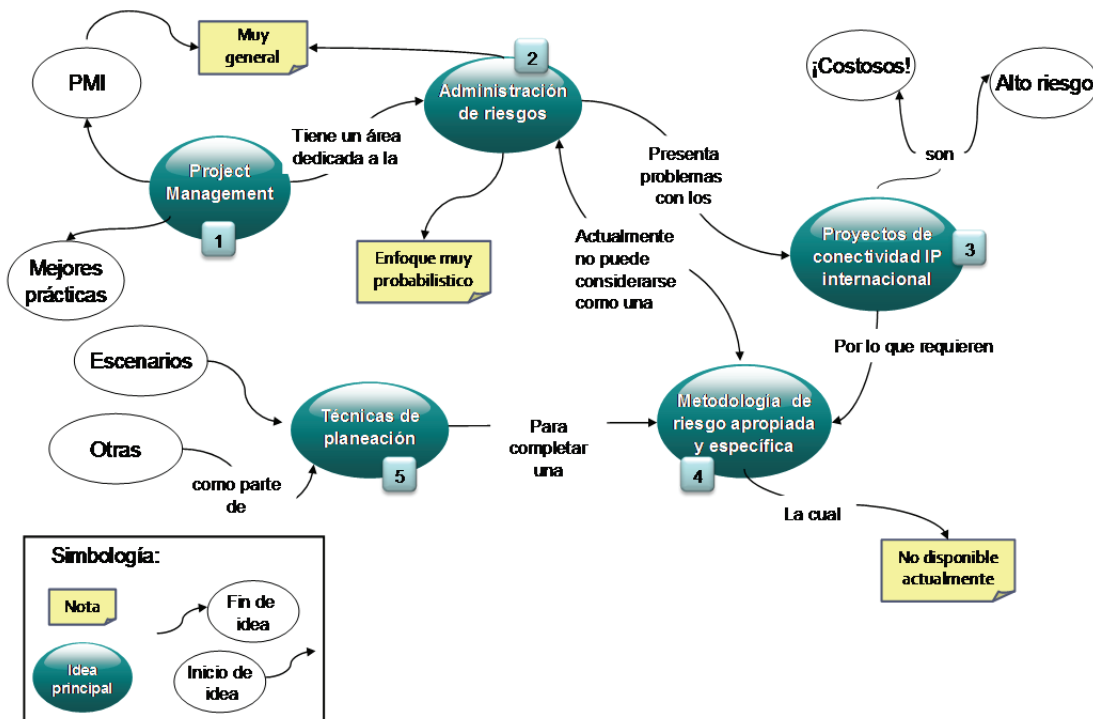 PMI
Muy
general
2
Administración
de riesgos
¡Costosos!
Alto riesgo
son
Tiene un área
dedicada a la
Project
Management
1
Mejores
prácticas
Presenta
problemas
con los
Proyectos de
conectividad IP
internacional
3
Enfoque muy
probabilistico
Actualmente
no puede
considerarse
como una
Por lo que requieren
Escenarios
Otras
como parte
de
Técnicas de
planeación
5
Para
completar
una
Metodología de
riesgo apropiada
y específica
4
La cual
No disponible
actualmente
Simbología:
Nota
Fin de
idea
Idea
principal
Inicio de
idea